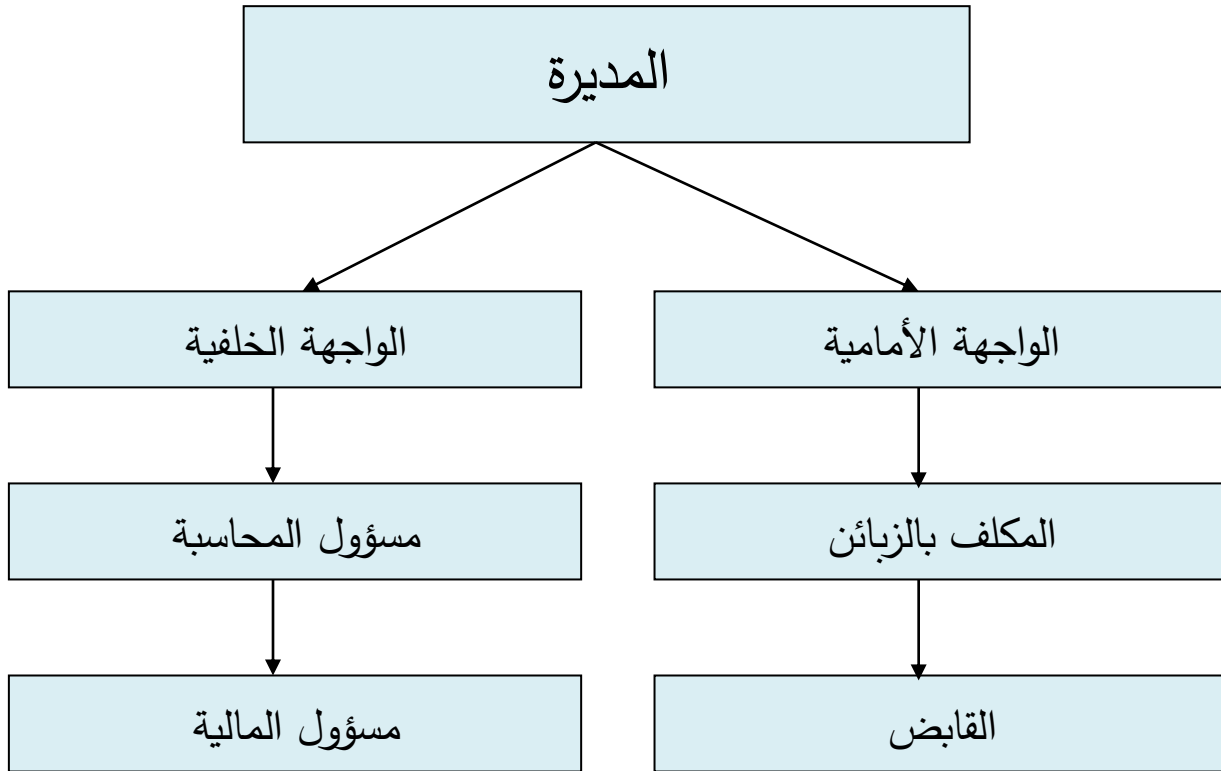 المديرة
الواجهة الأمامية
الواجهة الخلفية
المكلف بالزبائن
مسؤول المحاسبة
القابض
مسؤول المالية